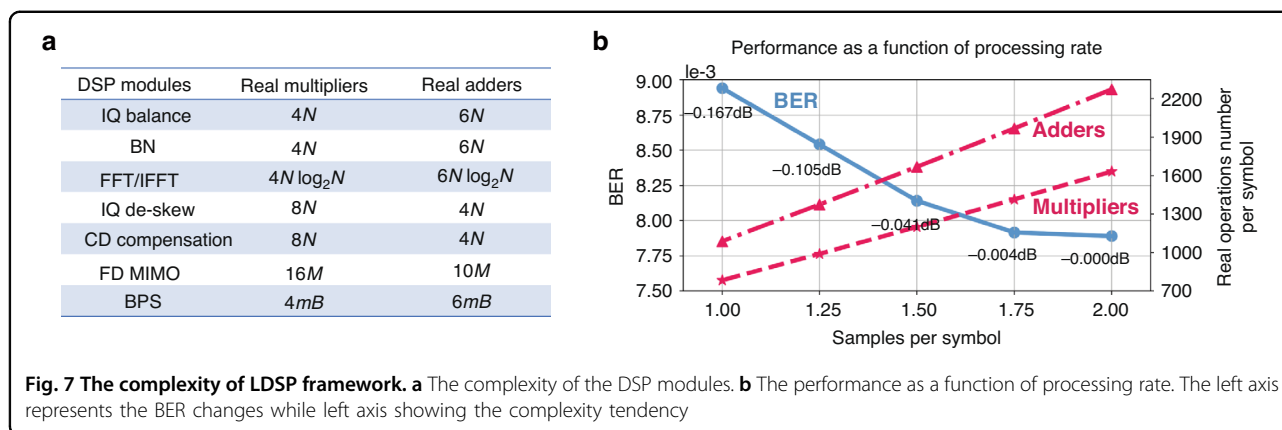 a
DSP modules Real multipliers Real adders
IQ balance 4N 6N
BN 4N 6N
FFT/IFFT 4N log2N 6N log2N
IQ de-skew 8N 4N
CD compensation 8N 4N
FD MIMO 16M 10M
BPS 4mB 6mB
b
Performance as a function of processing rate
le-3
9.00
8.75
8.50
8.25
8.00
7.75
7.50
BER
BER
Adders
Multipliers
−0.167dB
−0.105dB
−0.041dB
−0.004dB
−0.000dB
2200
1900
1600
1300
1000
700
Real operations number
per symbol
1.00 1.25 1.50 1.75 2.00
Samples per symbol
Fig. 7 The complexity of LDSP framework. a The complexity of the DSP modules. b The performance as a function of processing rate. The left axis
represents the BER changes while left axis showing the complexity tendency